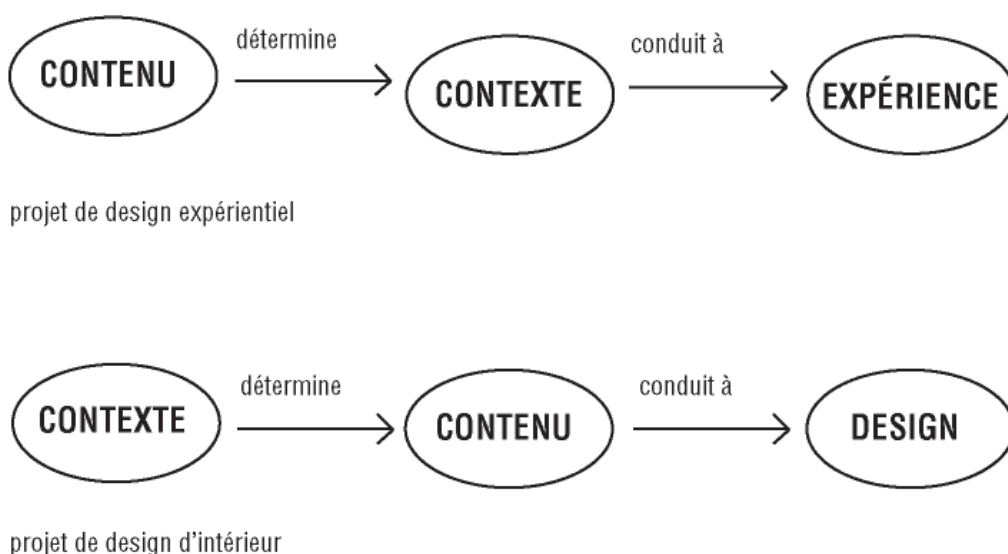 détermine
conduit à
CONTENU
CONTEXTE
EXPÉRIENCE
projet de design expérientiel
détermine
conduit à
CONTEXTE
CONTENU
DESIGN
projet de design d'intérieur